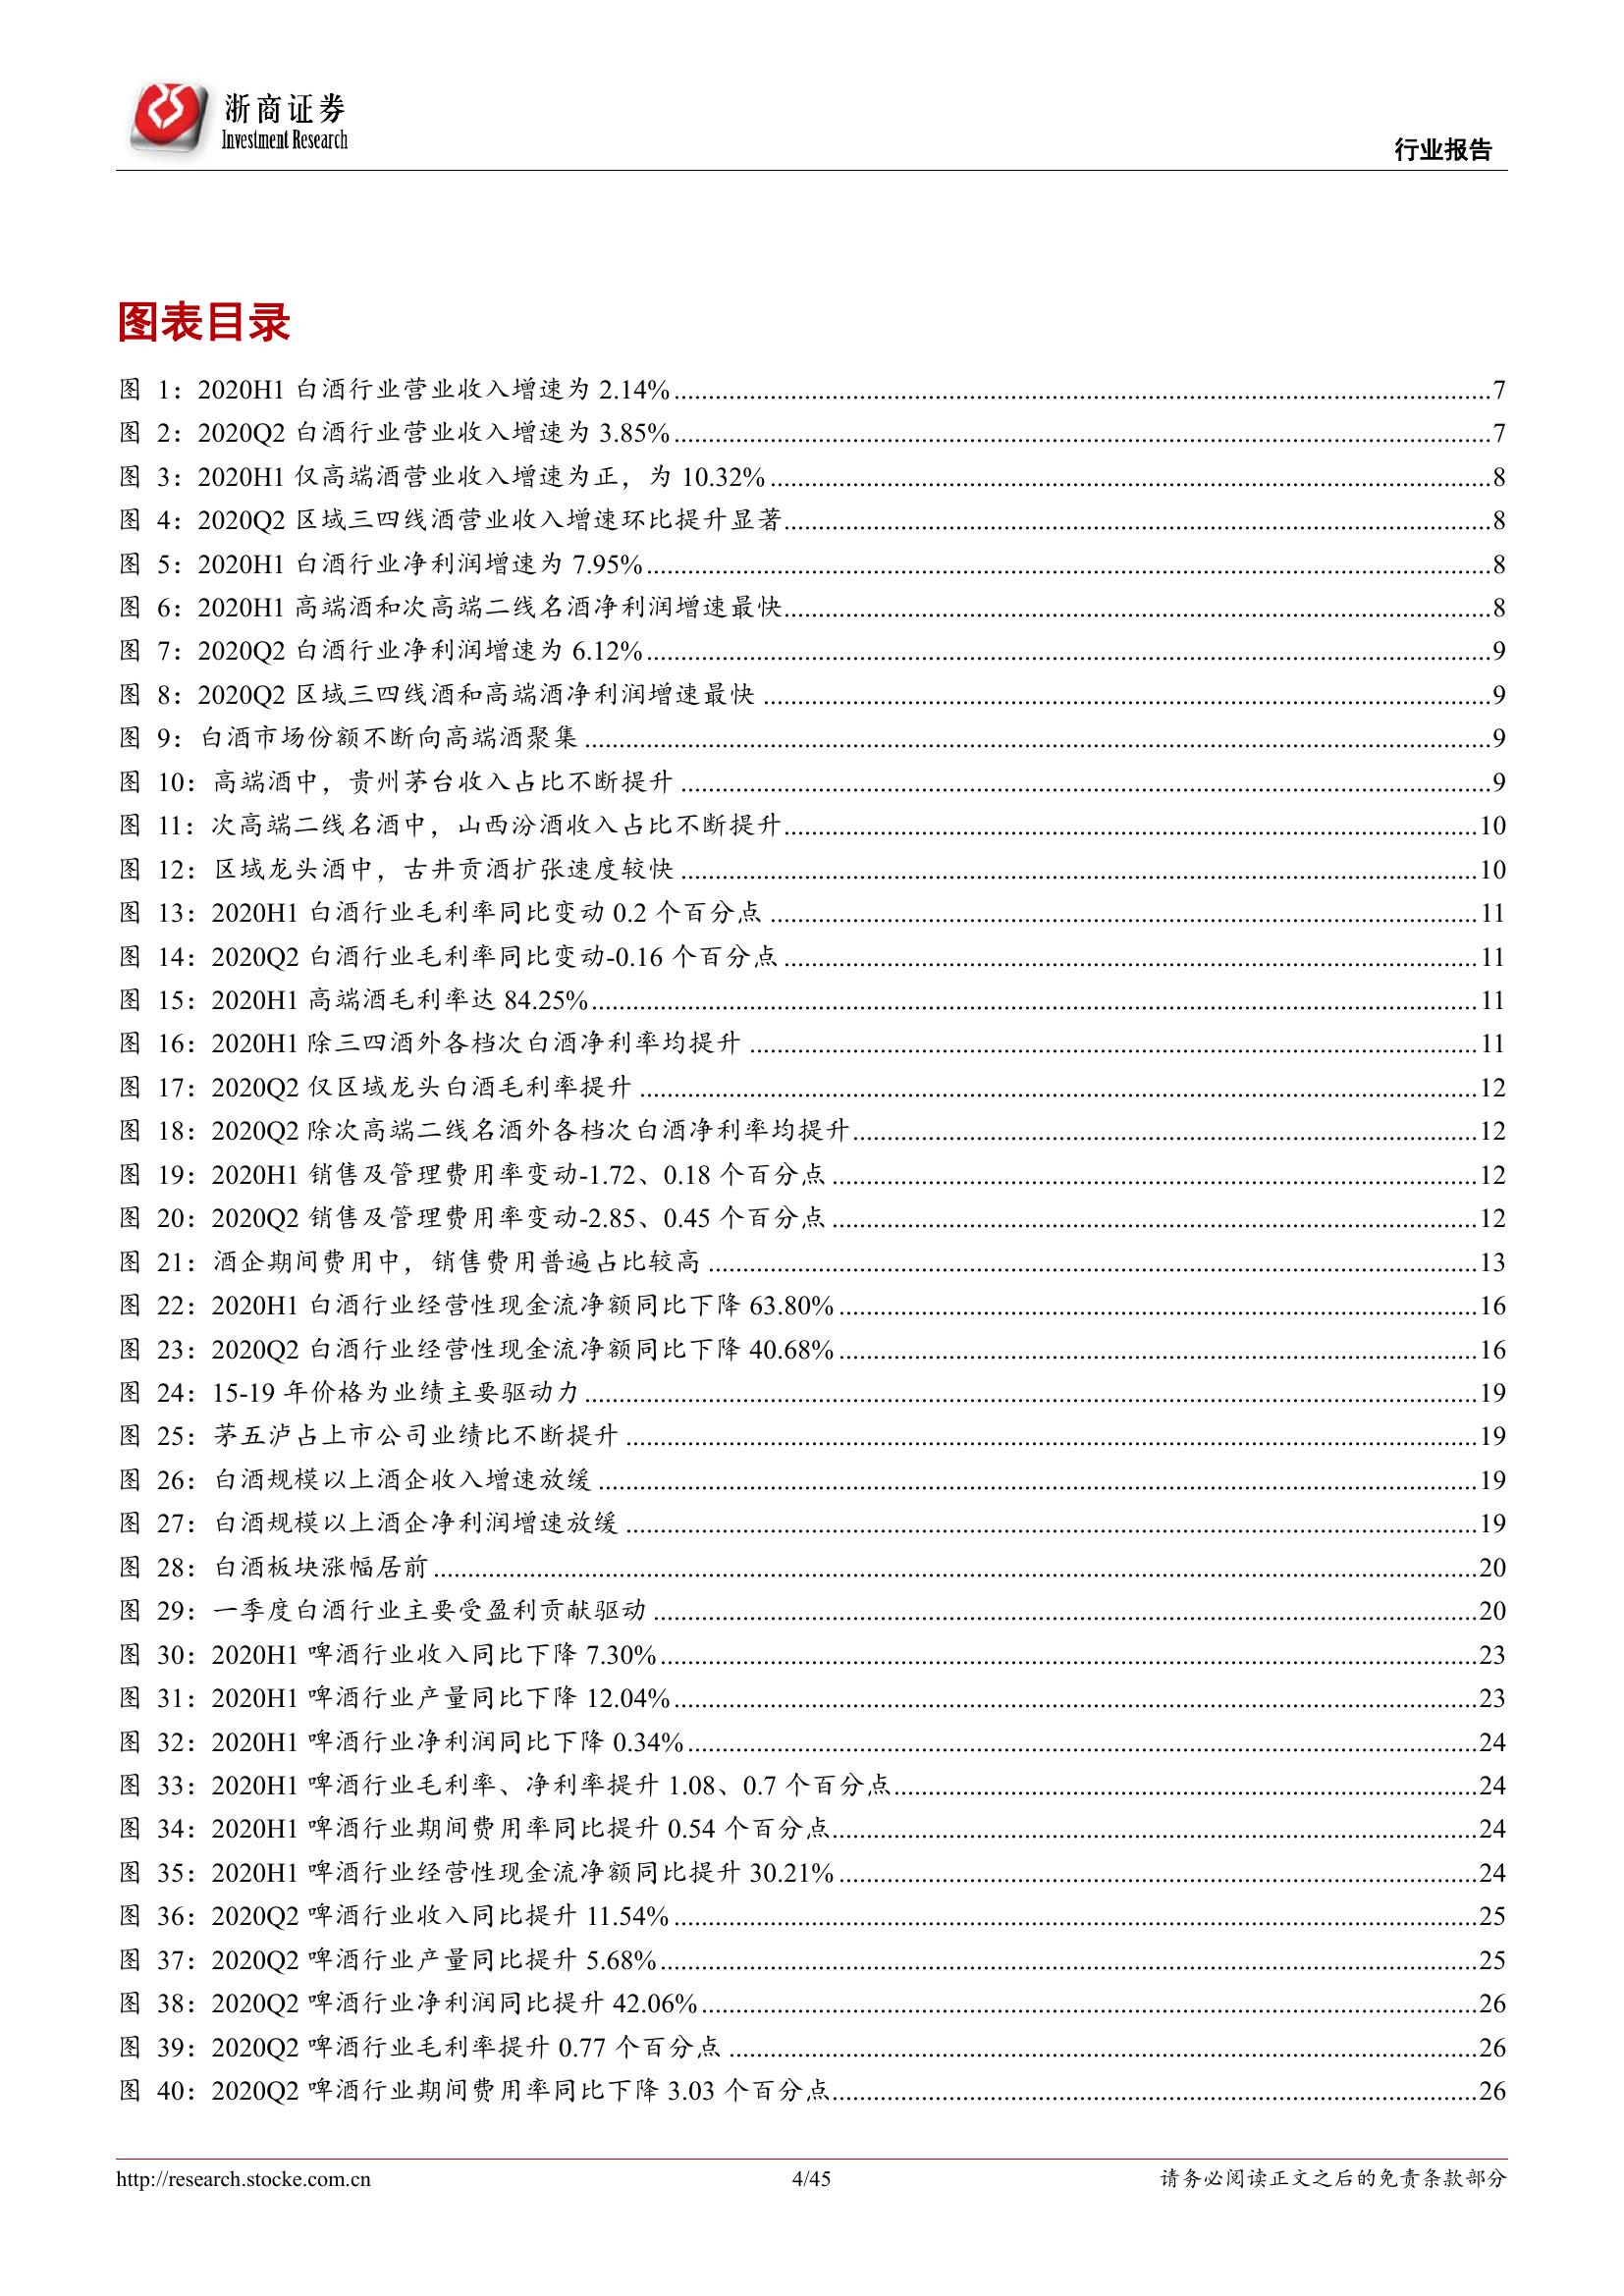 浙商证券
Investment Research
行业报告
图表目录
图 1：2020H1 白酒行业营业收入增速为 2.14%........7
图 2：2020Q2 白酒行业营业收入增速为 3.85%........7
图 3：2020H1 仅高端酒营业收入增速为正，为 10.32%........8
图 4：2020Q2 区域三四线酒营业收入增速环比提升显著........8
图 5：2020H1 白酒行业净利润增速为 7.95%........8
图 6：2020H1 高端酒和次高端二线名酒净利润增速最快........8
图 7：2020Q2 白酒行业净利润增速为 6.12%........9
图 8：2020Q2 区域三四线酒和高端酒净利润增速最快........9
图 9：白酒市场份额不断向高端酒聚集........9
图 10：高端酒中，贵州茅台收入占比不断提升........9
图 11：次高端二线名酒中，山西汾酒收入占比不断提升........10
图 12：区域龙头酒中，古井贡酒扩张速度较快........10
图 13：2020H1 白酒行业毛利率同比变动 0.2 个百分点........11
图 14：2020Q2 白酒行业毛利率同比变动-0.16 个百分点........11
图 15：2020H1 高端酒毛利率达 84.25%........11
图 16：2020H1 除三四酒外各档次白酒净利率均提升........11
图 17：2020Q2 仅区域龙头白酒毛利率提升........12
图 18：2020Q2 除次高端二线名酒外各档次白酒净利率均提升........12
图 19：2020H1 销售及管理费用率变动-1.72、0.18 个百分点........12
图 20：2020Q2 销售及管理费用率变动-2.85、0.45 个百分点........12
图 21：酒企期间费用中，销售费用普遍占比较高........13
图 22：2020H1 白酒行业经营性现金流净额同比下降 63.80%........16
图 23：2020Q2 白酒行业经营性现金流净额同比下降 40.68%........16
图 24：15-19 年价格为业绩主要驱动力........19
图 25：茅五泸占上市公司业绩比不断提升........19
图 26：白酒规模以上酒企收入增速放缓........19
图 27：白酒规模以上酒企净利润增速放缓........19
图 28：白酒板块涨幅居前........20
图 29：一季度白酒行业主要受盈利贡献驱动........20
图 30：2020H1 啤酒行业收入同比下降 7.30%........23
图 31：2020H1 啤酒行业产量同比下降 12.04%........23
图 32：2020H1 啤酒行业净利润同比下降 0.34%........24
图 33：2020H1 啤酒行业毛利率、净利率提升 1.08、0.7 个百分点........24
图 34：2020H1 啤酒行业期间费用率同比提升 0.54 个百分点........24
图 35：2020H1 啤酒行业经营性现金流净额同比提升 30.21%........24
图 36：2020Q2 啤酒行业收入同比提升 11.54%........25
图 37：2020Q2 啤酒行业产量同比提升 5.68%........25
图 38：2020Q2 啤酒行业净利润同比提升 42.06%........26
图 39：2020Q2 啤酒行业毛利率提升 0.77 个百分点........26
图 40：2020Q2 啤酒行业期间费用率同比下降 3.03 个百分点........26
http://research.stocke.com.cn 4/45 请务必阅读正文之后的免责条款部分